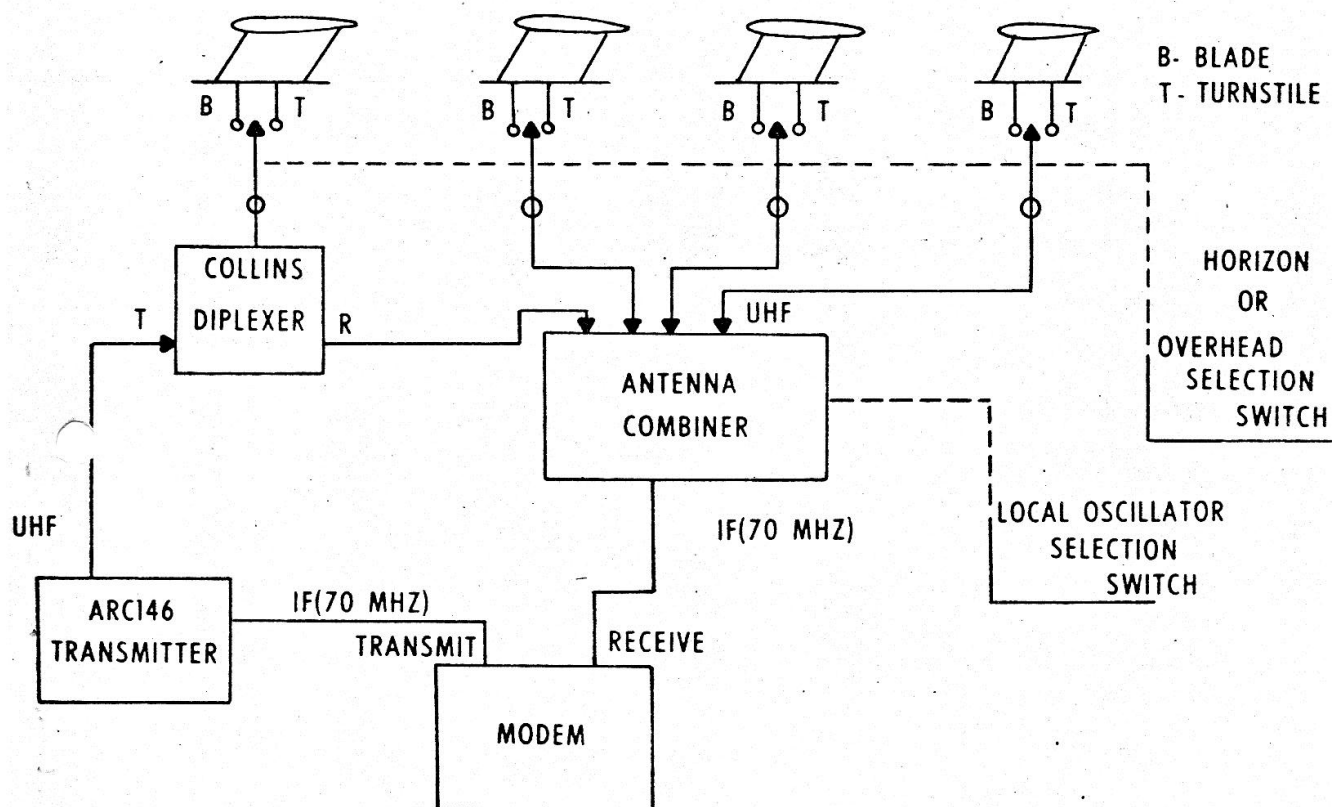 B- BLADE
T- TURNSTILE
B T
B T
B T
B T
COLLINS
DIPLEXER
T
R
UHF
HORIZON
OR
OVERHEAD
SELECTION
SWITCH
ANTENNA
COMBINER
UHF
IF(70 MHZ)
LOCAL OSCILLATOR
SELECTION
SWITCH
ARC146
TRANSMITTER
IF(70 MHZ)
TRANSMIT
RECEIVE
MODEM